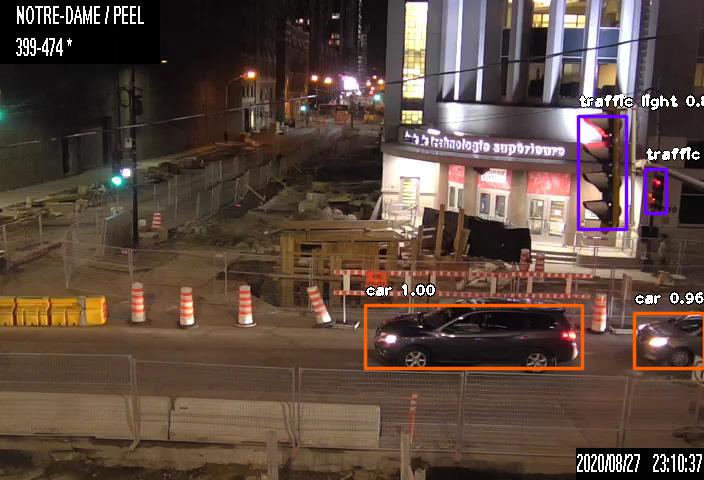 NOTRE-DAME / PEEL
399-474 *
traffic light 0.8
traffic
technologie supérieure
car 1.00
car 0.96
2020/08/27 23:10:37